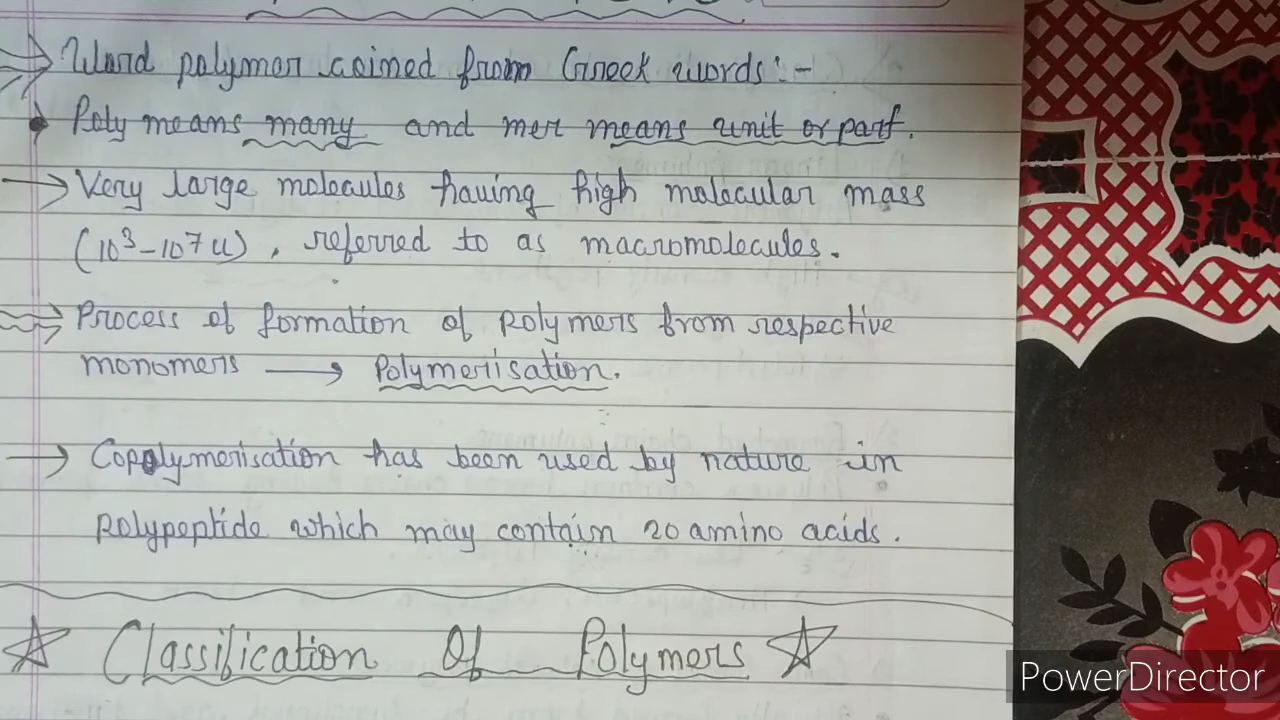 Word polymer coined from Greek words :-
Poly means many and mer means unit or part.
→ Very large molecules having high molecular mass
(10³-10⁷u), referred to as macromolecules.
Process of formation of polymers from respective
monomers → Polymerisation.
→ Copolymerisation has been used by nature in
Polypeptide which may contain 20 amino acids.
☆ Classification Of Polymers ☆
PowerDirector